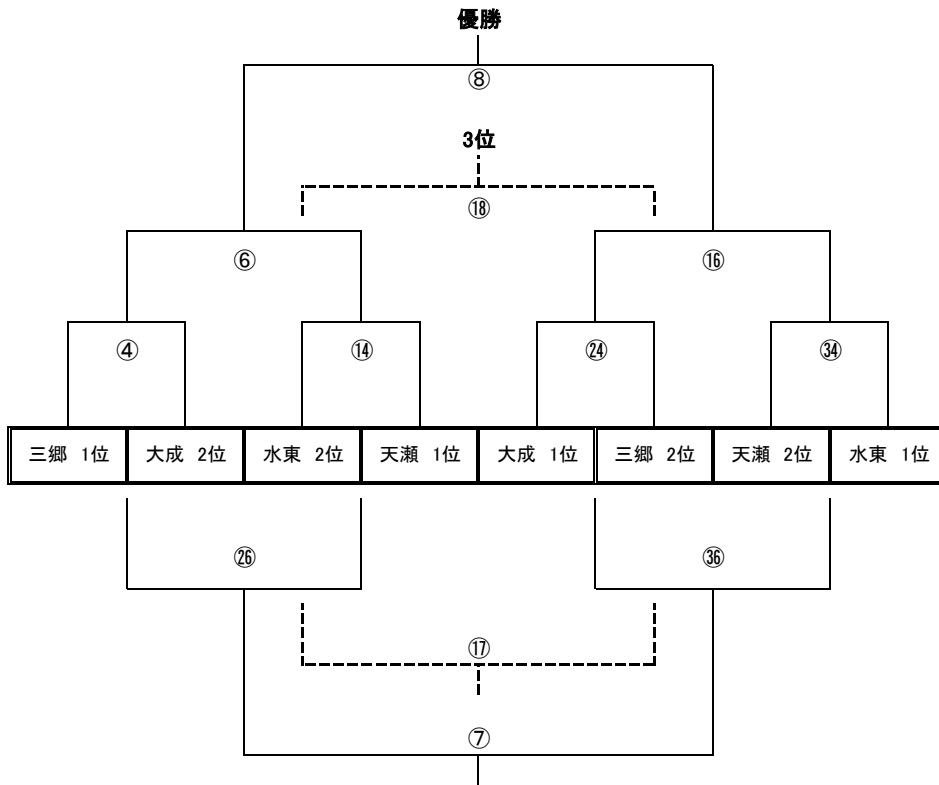 優勝
⑧
3位
⑱
⑥ ⑯
④ ⑭ ㉔ ㉞
三郷 1位 大成 2位 水東 2位 天瀬 1位 大成 1位 三郷 2位 天瀬 2位 水東 1位
㉖ ㊱
⑰
⑦